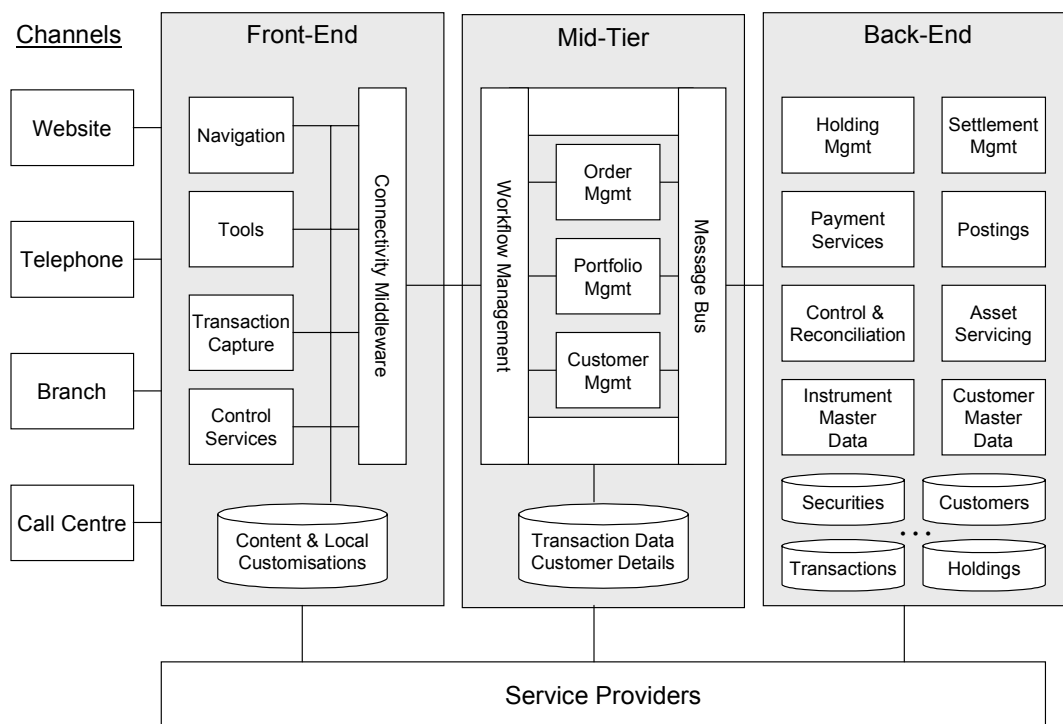 Channels
Website
Telephone
Branch
Call Centre
Front-End
Navigation
Tools
Transaction
Capture
Control
Services
Connectivity Middleware
Content & Local
Customisations
Mid-Tier
Workflow Management
Order
Mgmt
Portfolio
Mgmt
Customer
Mgmt
Message Bus
Transaction Data
Customer Details
Back-End
Holding
Mgmt
Settlement
Mgmt
Payment
Services
Postings
Control &
Reconciliation
Asset
Servicing
Instrument
Master
Data
Customer
Master
Data
Securities
Customers
...
Transactions
Holdings
Service Providers